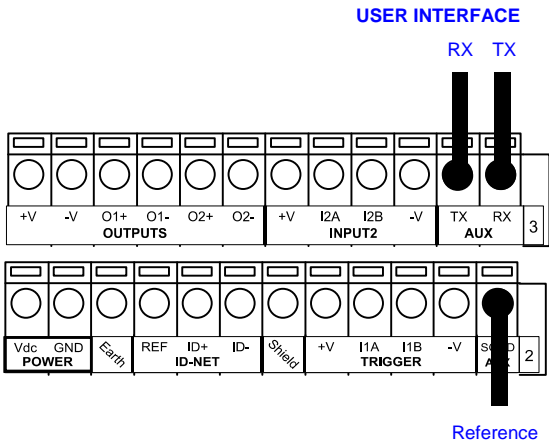 USER INTERFACE
RX TX
+V -V O1+ O1- O2+ O2- +V I2A I2B -V TX RX
OUTPUTS INPUT2 AUX
3
Vdc GND Earth REF ID+ ID- Shield +V I1A I1B -V
POWER ID-NET TRIGGER
2
Reference